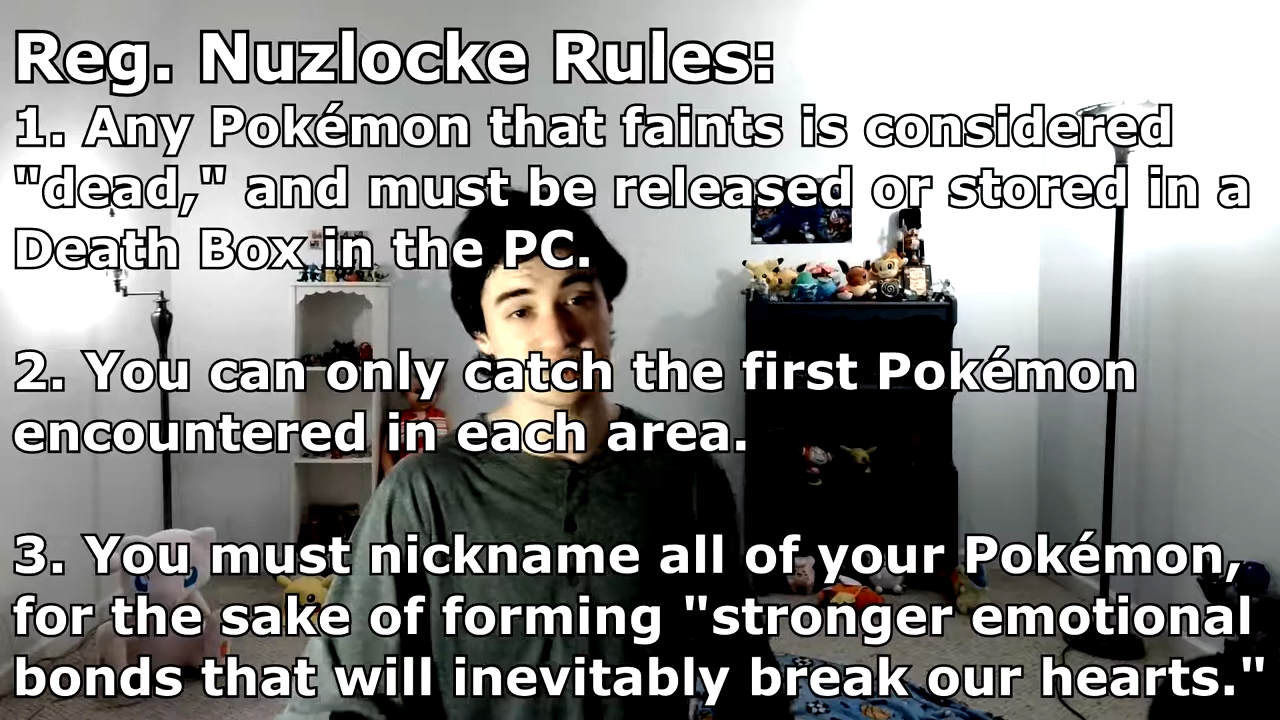 Reg. Nuzlocke Rules:
1. Any Pokémon that faints is considered
"dead," and must be released or stored in a
Death Box in the PC.
2. You can only catch the first Pokémon
encountered in each area.
3. You must nickname all of your Pokémon,
for the sake of forming "stronger emotional
bonds that will inevitably break our hearts."